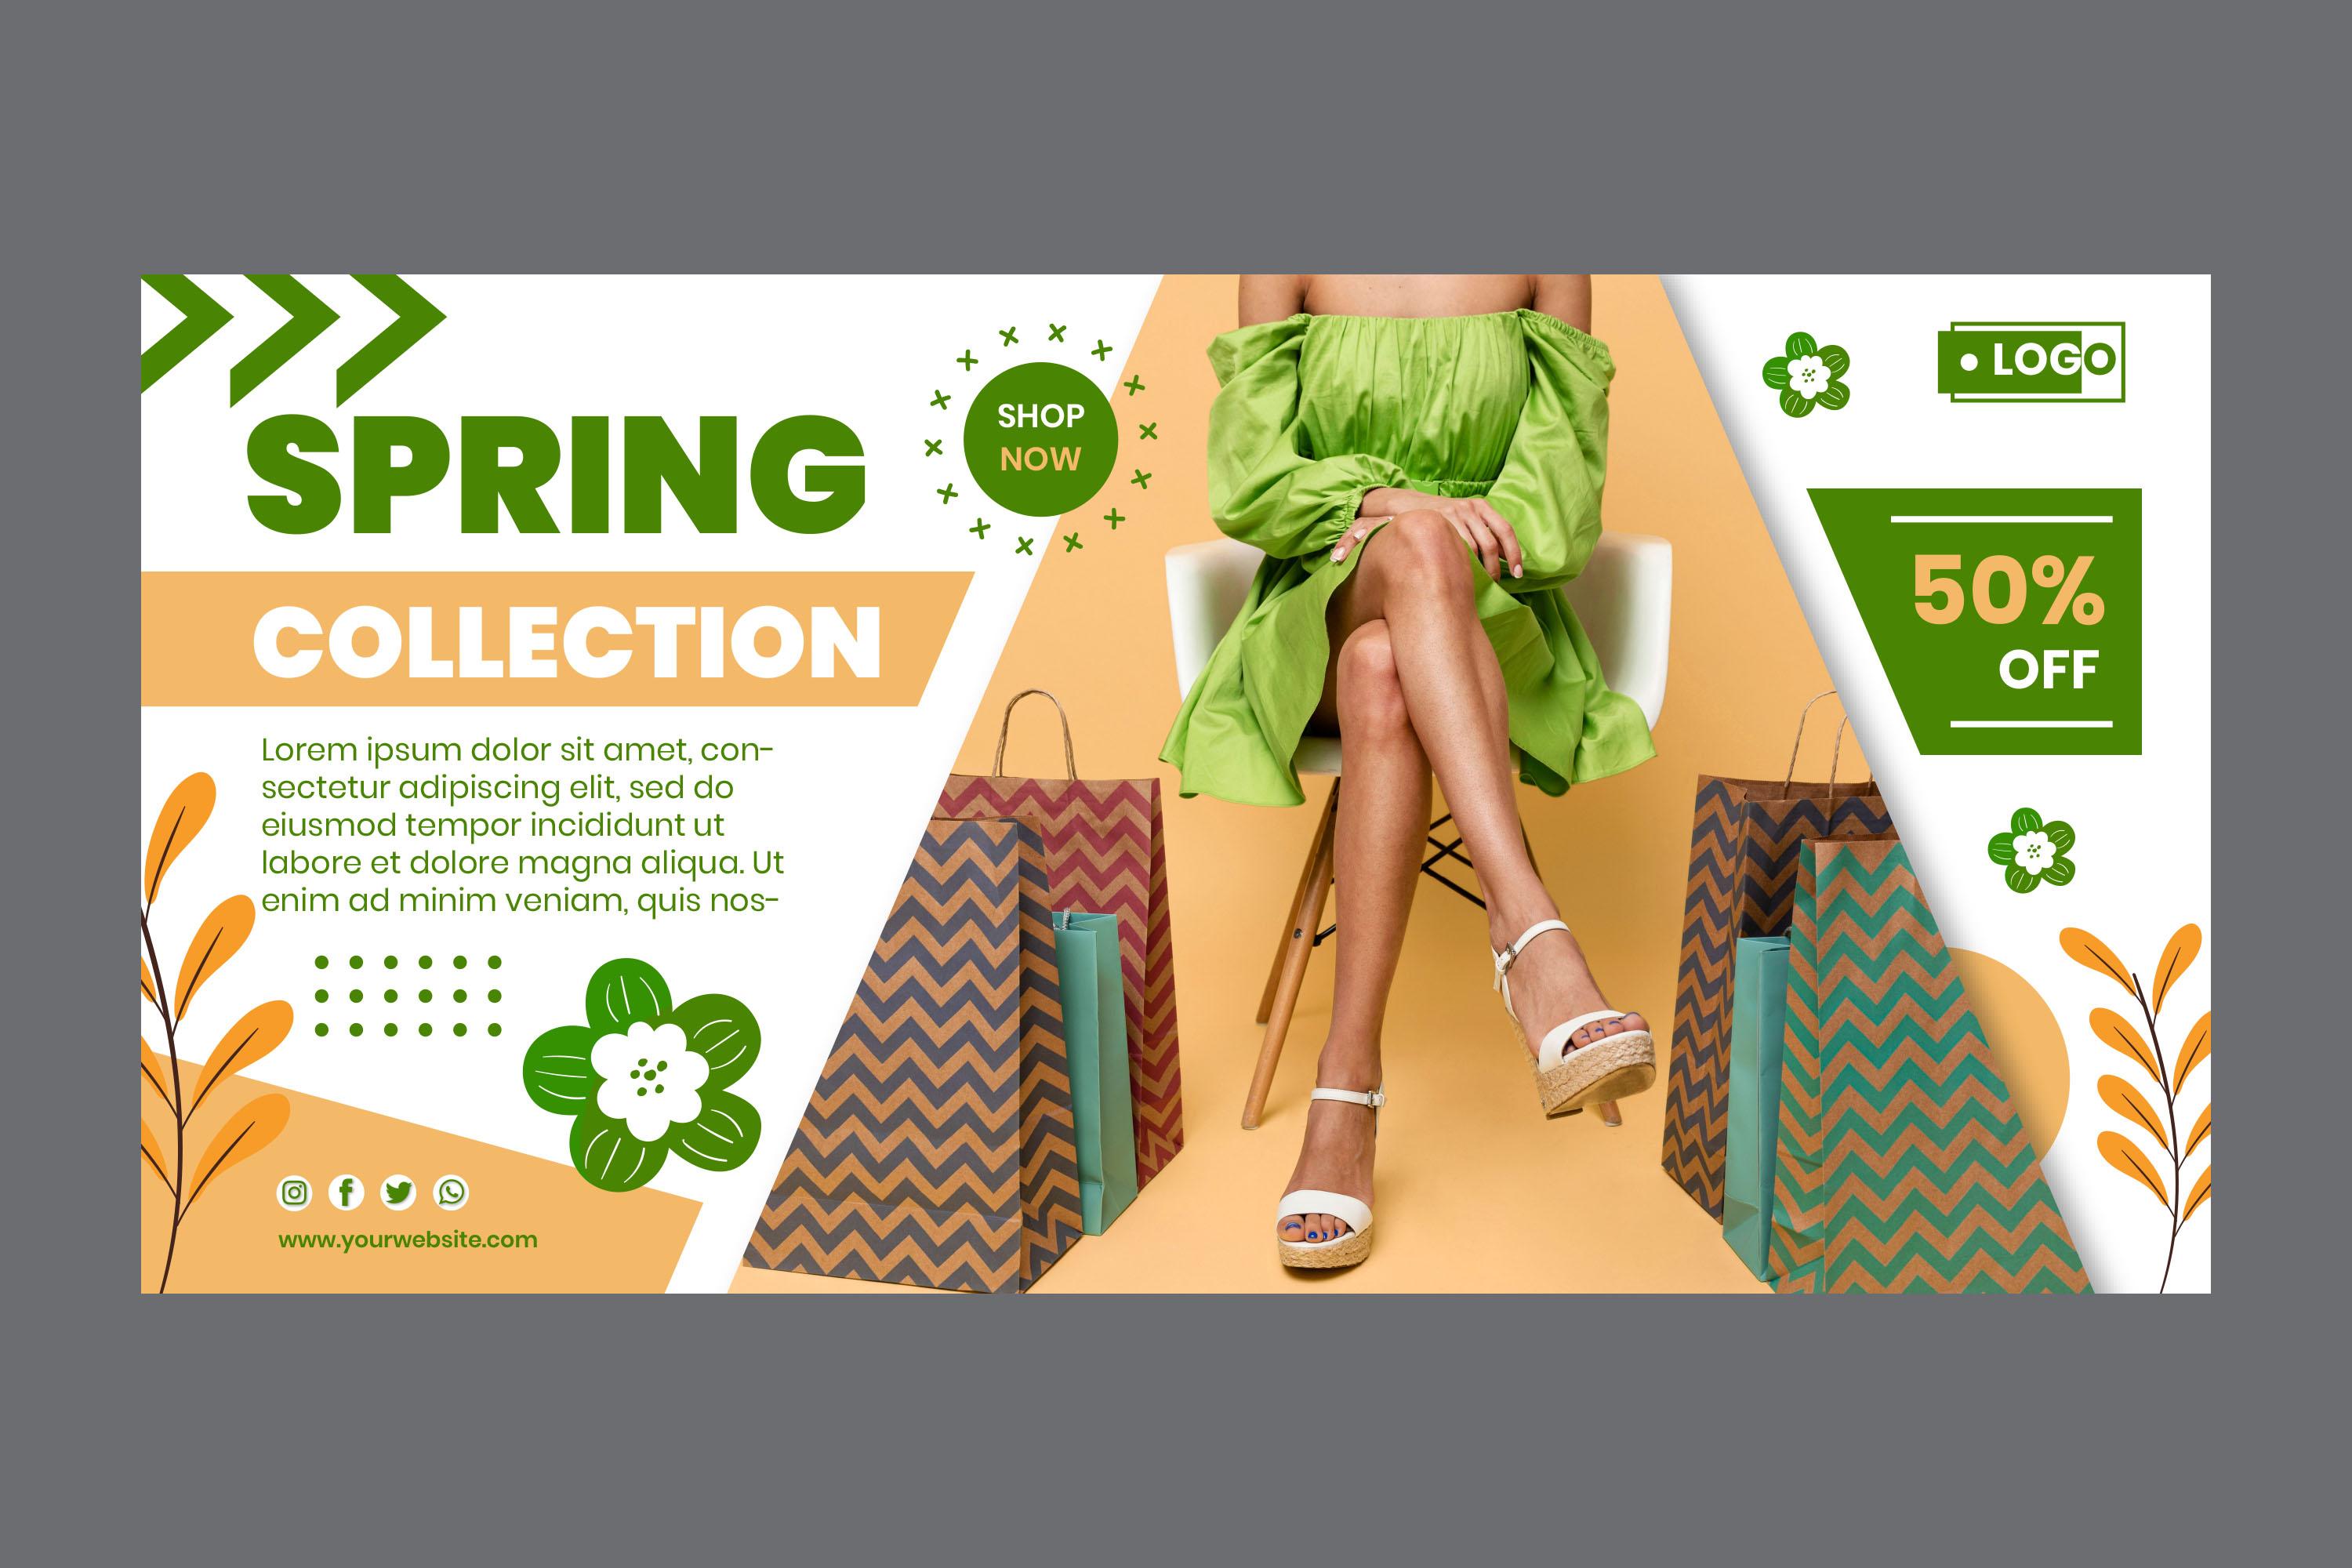 SPRING
COLLECTION
Lorem ipsum dolor sit amet, con-
sectetur adipiscing elit, sed do
eiusmod tempor incididunt ut
labore et dolore magna aliqua. Ut
enim ad minim veniam, quis nos-
www.yourwebsite.com
SHOP
NOW
LOGO
50%
OFF